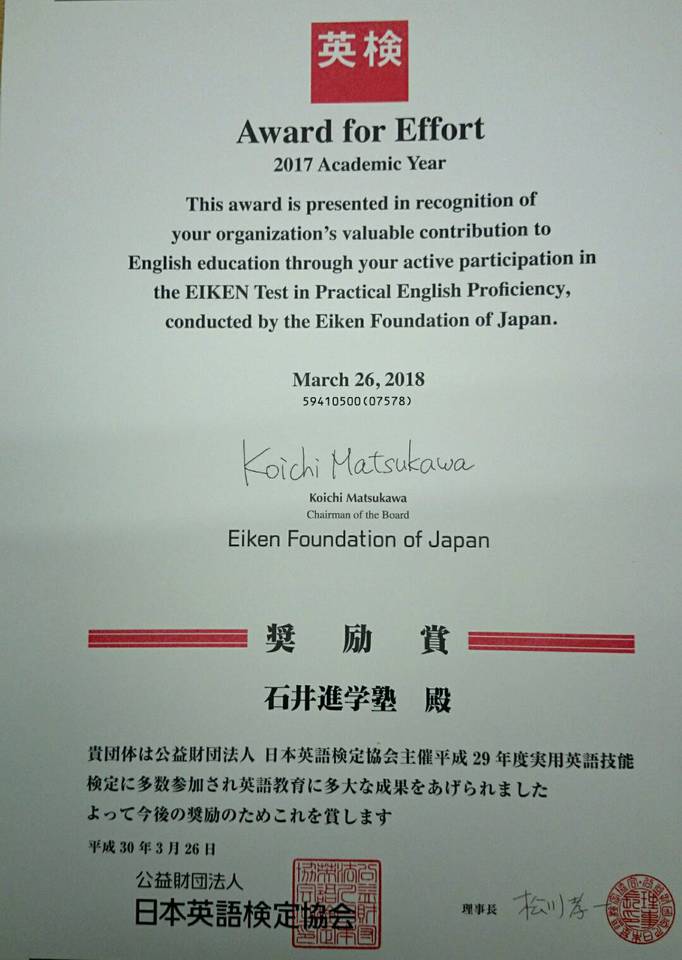 英検
Award for Effort
2017 Academic Year
This award is presented in recognition of
your organization's valuable contribution to
English education through your active participation in
the EIKEN Test in Practical English Proficiency,
conducted by the Eiken Foundation of Japan.
March 26, 2018
59410500(07578)
Koichi Matsukawa
Koichi Matsukawa
Chairman of the Board
Eiken Foundation of Japan
奨 励 賞
石井進学塾 殿
貴団体は公益財団法人 日本英語検定協会主催平成 29 年度実用英語技能
検定に多数参加され英語教育に多大な成果をあげられました
よって今後の奨励のためこれを賞します
平成 30 年 3 月 26 日
公益財団法人
日本英語検定協会
理事長 松川孝一